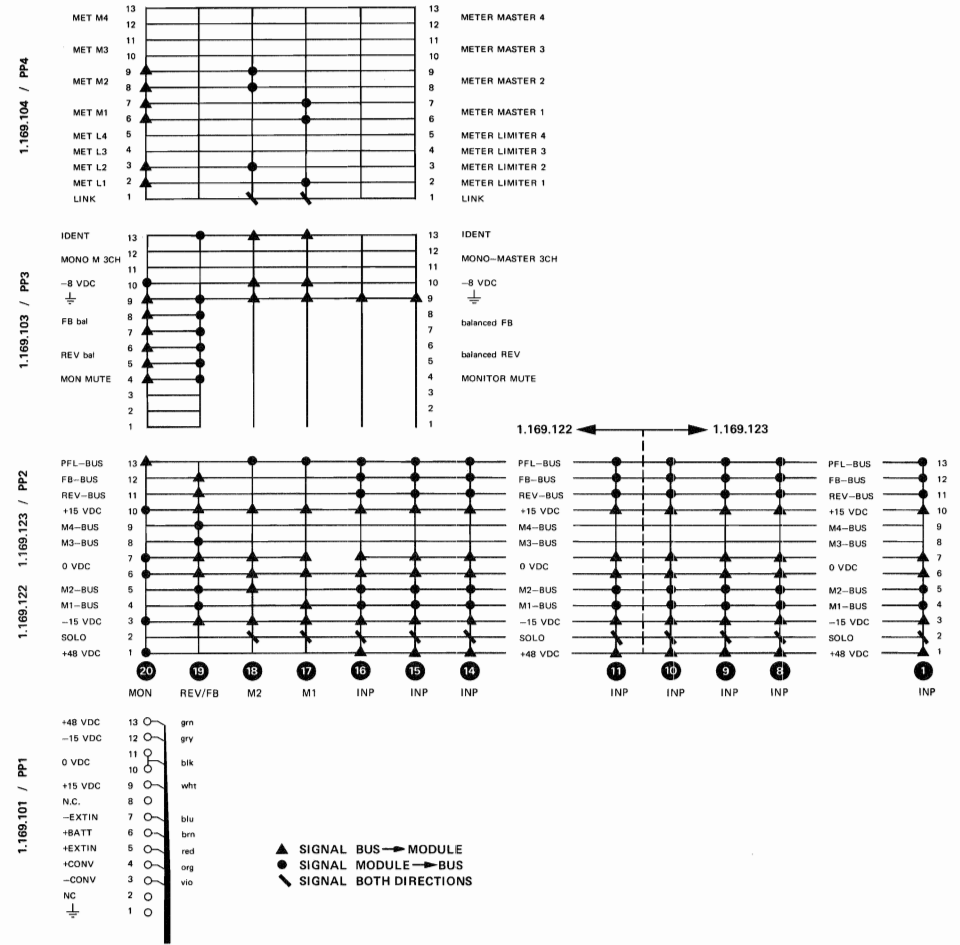 1.169.104 / PP4
MET M4 13 13 METER MASTER 4
12 12
MET M3 11 11 METER MASTER 3
10 10
MET M2 9 9 METER MASTER 2
8 8
MET M1 7 7 METER MASTER 1
6 6
MET L4 5 5 METER LIMITER 4
MET L3 4 4 METER LIMITER 3
MET L2 3 3 METER LIMITER 2
MET L1 2 2 METER LIMITER 1
LINK 1 1 LINK
1.169.103 / PP3
IDENT 13 13 IDENT
MONO M 3CH 12 12 MONO-MASTER 3CH
11 11
-8 VDC 10 10 -8 VDC
9 9
FB bal 8 8 balanced FB
7 7
REV bal 6 6 balanced REV
5 5
MON MUTE 4 4 MONITOR MUTE
3 3
2 2
1 1
1.169.122 1.169.123
1.169.122 1.169.123 / PP2
PFL-BUS 13 PFL-BUS PFL-BUS 13
FB-BUS 12 FB-BUS FB-BUS 12
REV-BUS 11 REV-BUS REV-BUS 11
+15 VDC 10 +15 VDC +15 VDC 10
M4-BUS 9 M4-BUS M4-BUS 9
M3-BUS 8 M3-BUS M3-BUS 8
0 VDC 7 0 VDC 0 VDC 7
6 6
M2-BUS 5 M2-BUS M2-BUS 5
M1-BUS 4 M1-BUS M1-BUS 4
-15 VDC 3 -15 VDC -15 VDC 3
SOLO 2 SOLO SOLO 2
+48 VDC 1 +48 VDC +48 VDC 1
20 19 18 17 16 15 14 11 10 9 8 1
MON REV/FB M2 M1 INP INP INP INP INP INP INP INP
1.169.101 / PP1
+48 VDC 13 grn
-15 VDC 12 gry
0 VDC 11 blk
10
+15 VDC 9 wht
N.C. 8
-EXTIN 7 blu
+BATT 6 brn
+EXTIN 5 red
+CONV 4 org
-CONV 3 vio
NC 2
1
SIGNAL BUS MODULE
SIGNAL MODULE BUS
SIGNAL BOTH DIRECTIONS